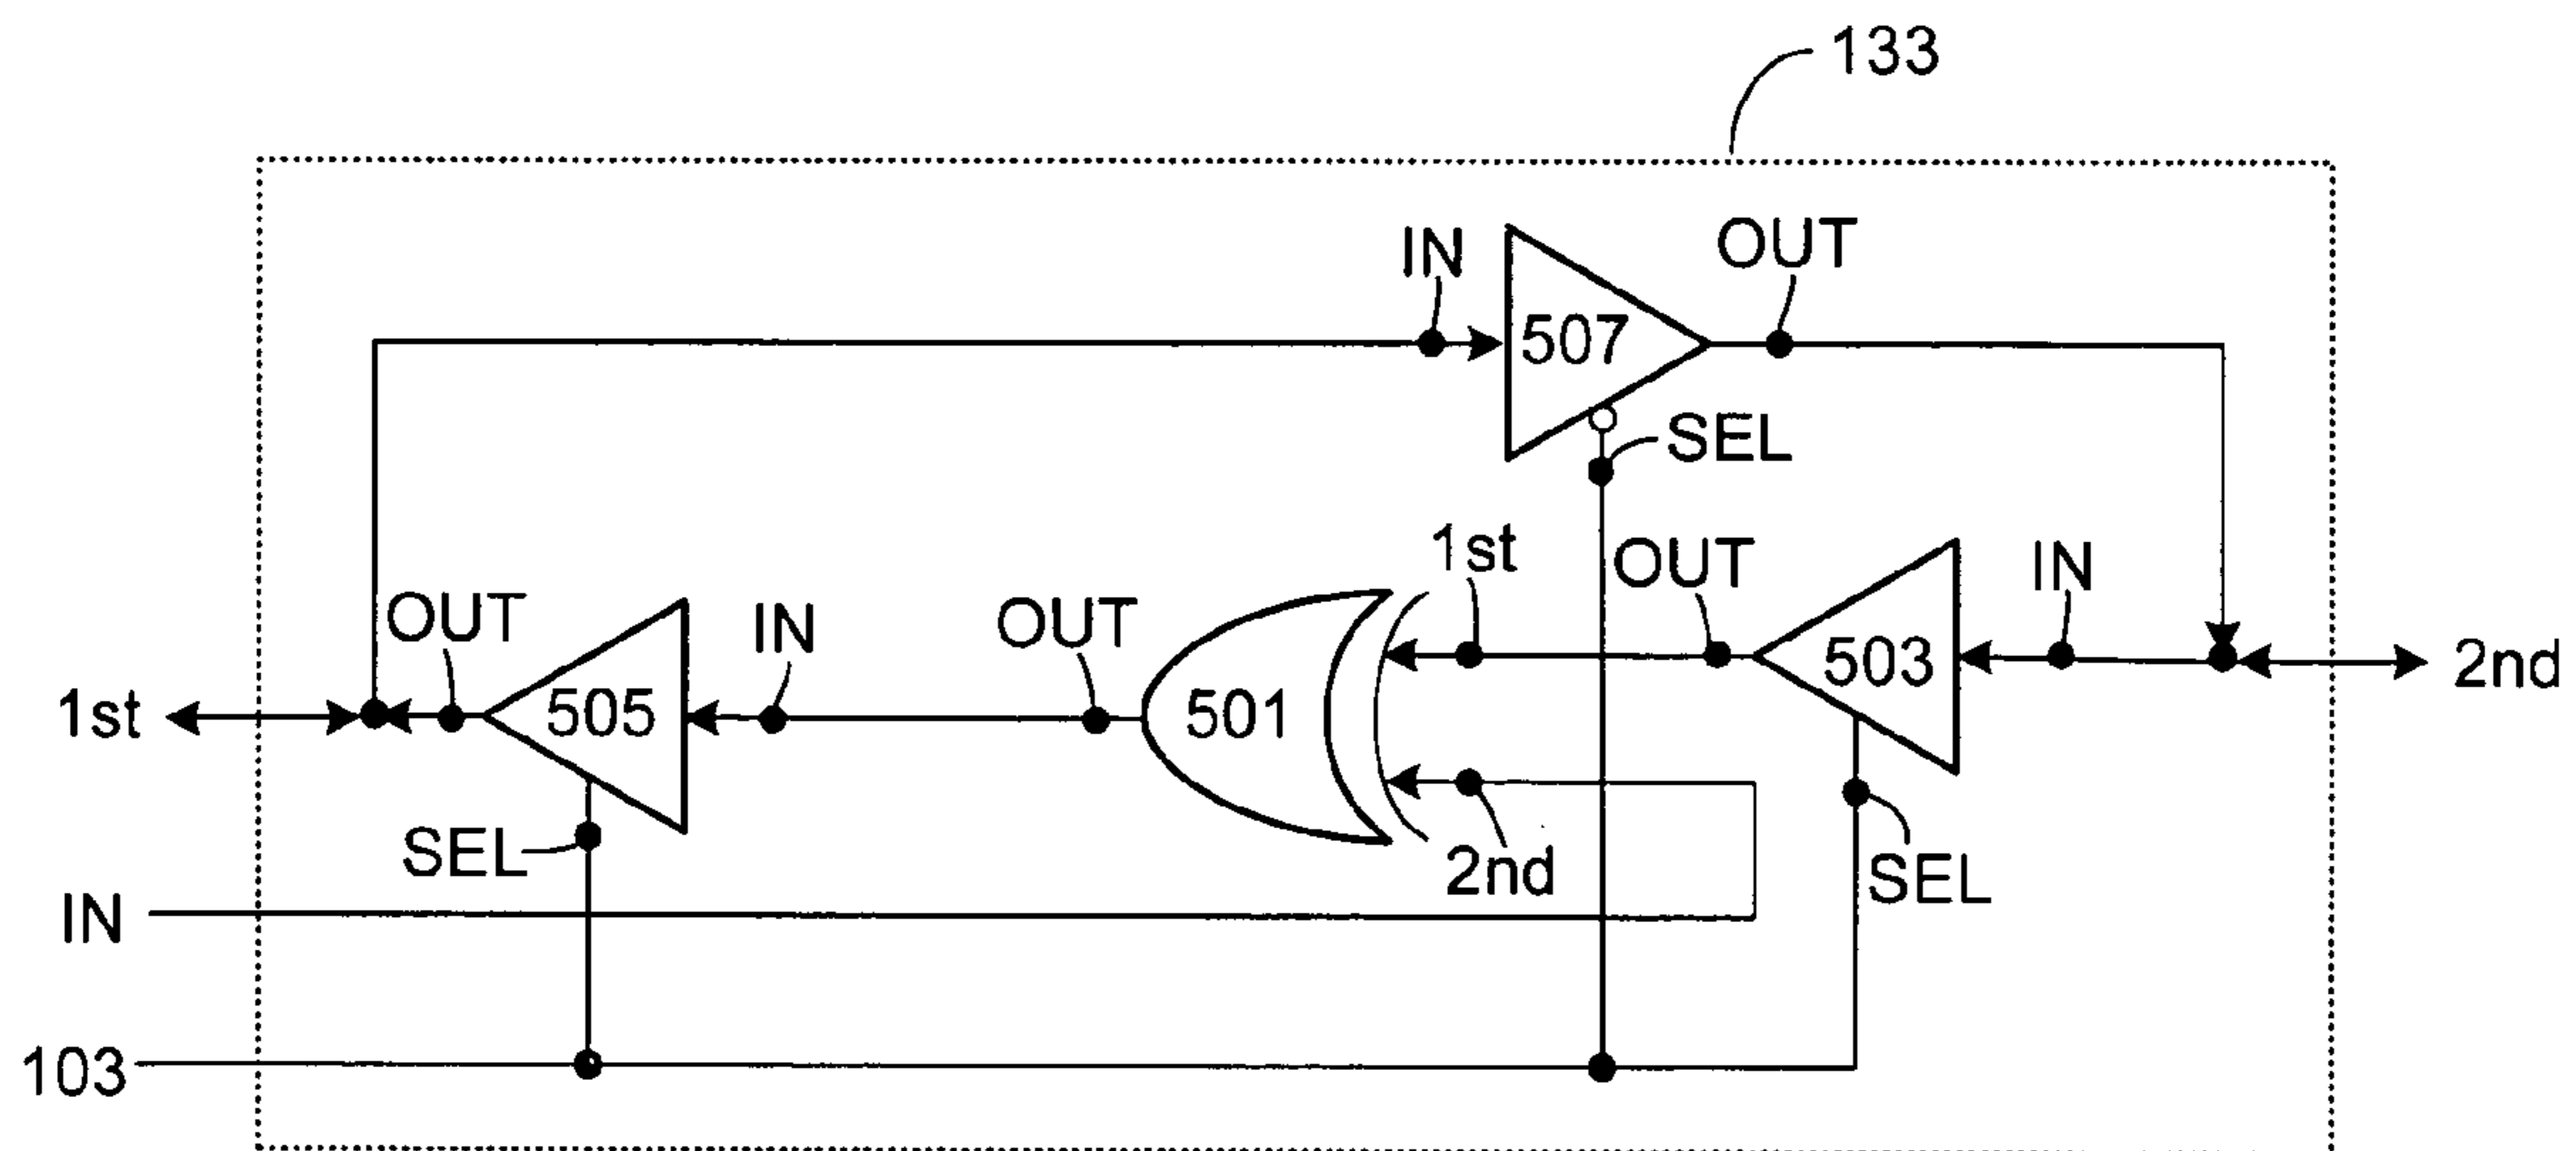 133
IN
OUT
507
SEL
1st
OUT
IN
OUT
IN
OUT
503
2nd
1st
505
501
SEL
2nd
SEL
IN
103